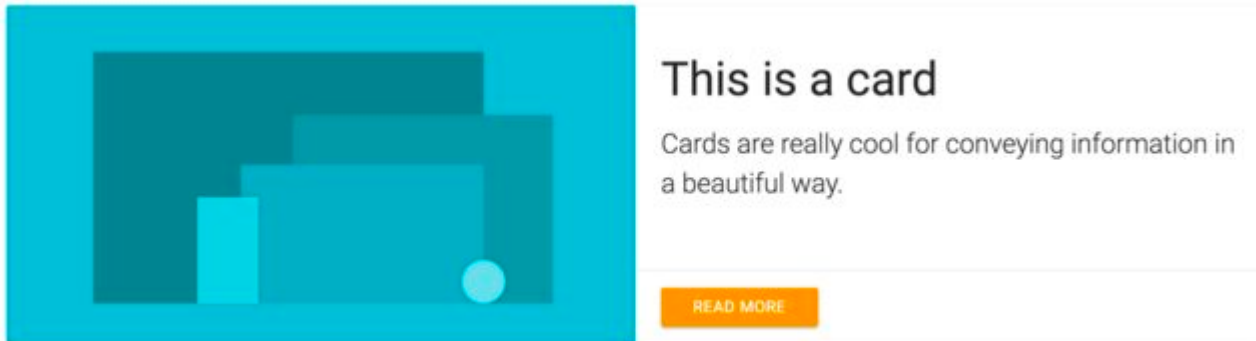 This is a card
Cards are really cool for conveying information in
a beautiful way.
READ MORE